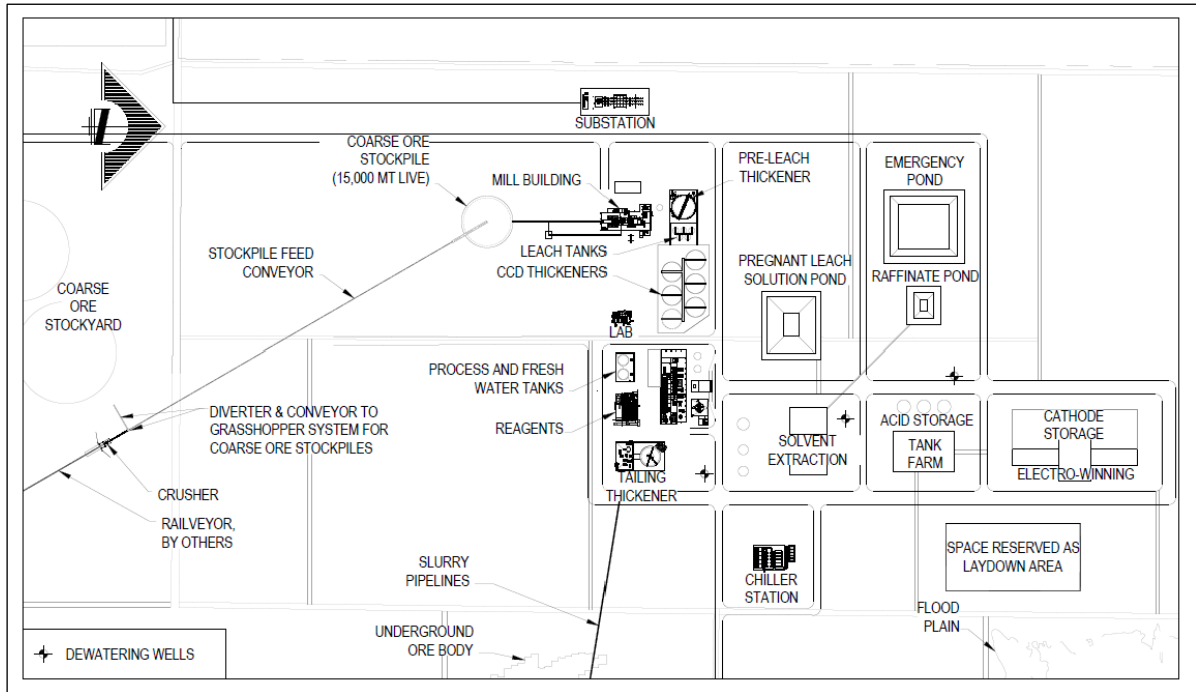 SUBSTATION
COARSE ORE
STOCKPILE
(15,000 MT LIVE)
MILL BUILDING
PRE-LEACH
THICKENER
EMERGENCY
POND
LEACH TANKS
CCD THICKENERS
STOCKPILE FEED
CONVEYOR
PREGNANT LEACH
SOLUTION POND
RAFFINATE POND
COARSE
ORE
STOCKYARD
LAB
PROCESS AND FRESH
WATER TANKS
DIVERTER & CONVEYOR TO
GRASSHOPPER SYSTEM FOR
COARSE ORE STOCKPILES
REAGENTS
SOLVENT
EXTRACTION
ACID STORAGE
TANK
FARM
CATHODE
STORAGE
ELECTRO-WINNING
TAILING
THICKENER
CRUSHER
RAILVEYOR,
BY OTHERS
SLURRY
PIPELINES
CHILLER
STATION
SPACE RESERVED AS
LAYDOWN AREA
FLOOD
PLAIN
UNDERGROUND
ORE BODY
DEWATERING WELLS